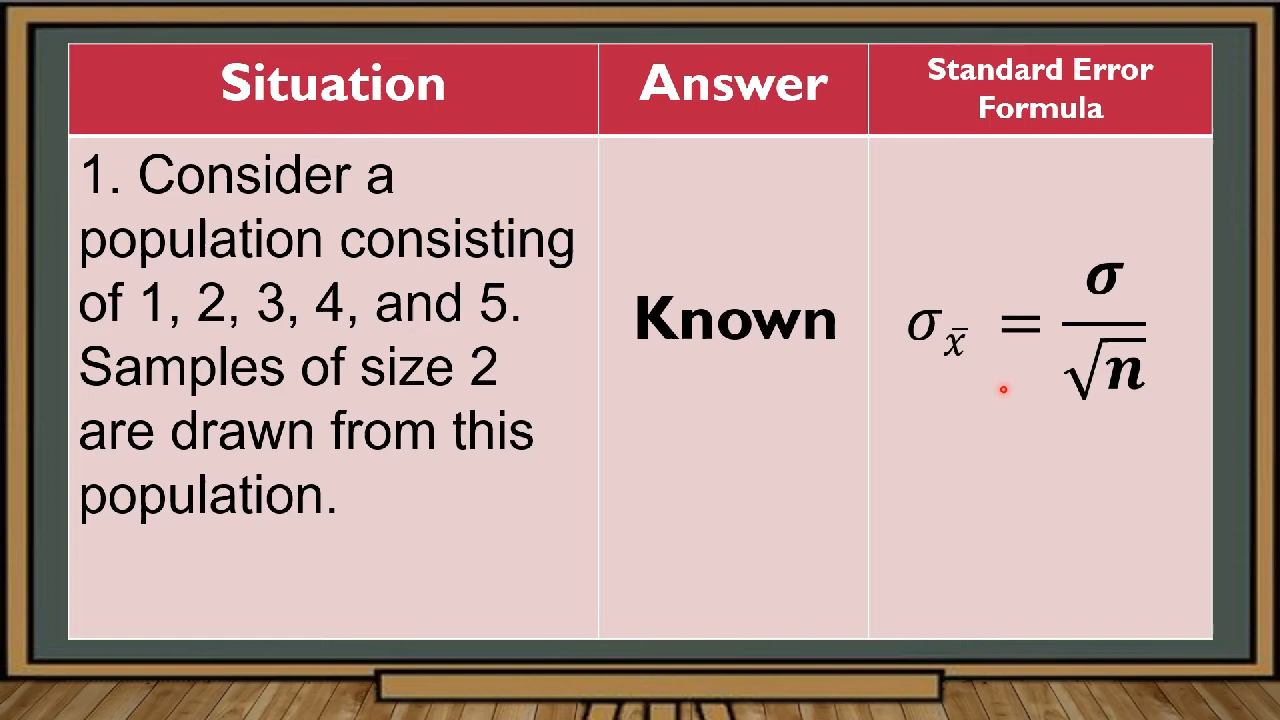 Situation
Answer
Standard Error
Formula
1. Consider a
population consisting
of 1, 2, 3, 4, and 5.
Samples of size 2
are drawn from this
population.
Known
σ_x̄ = σ/√n